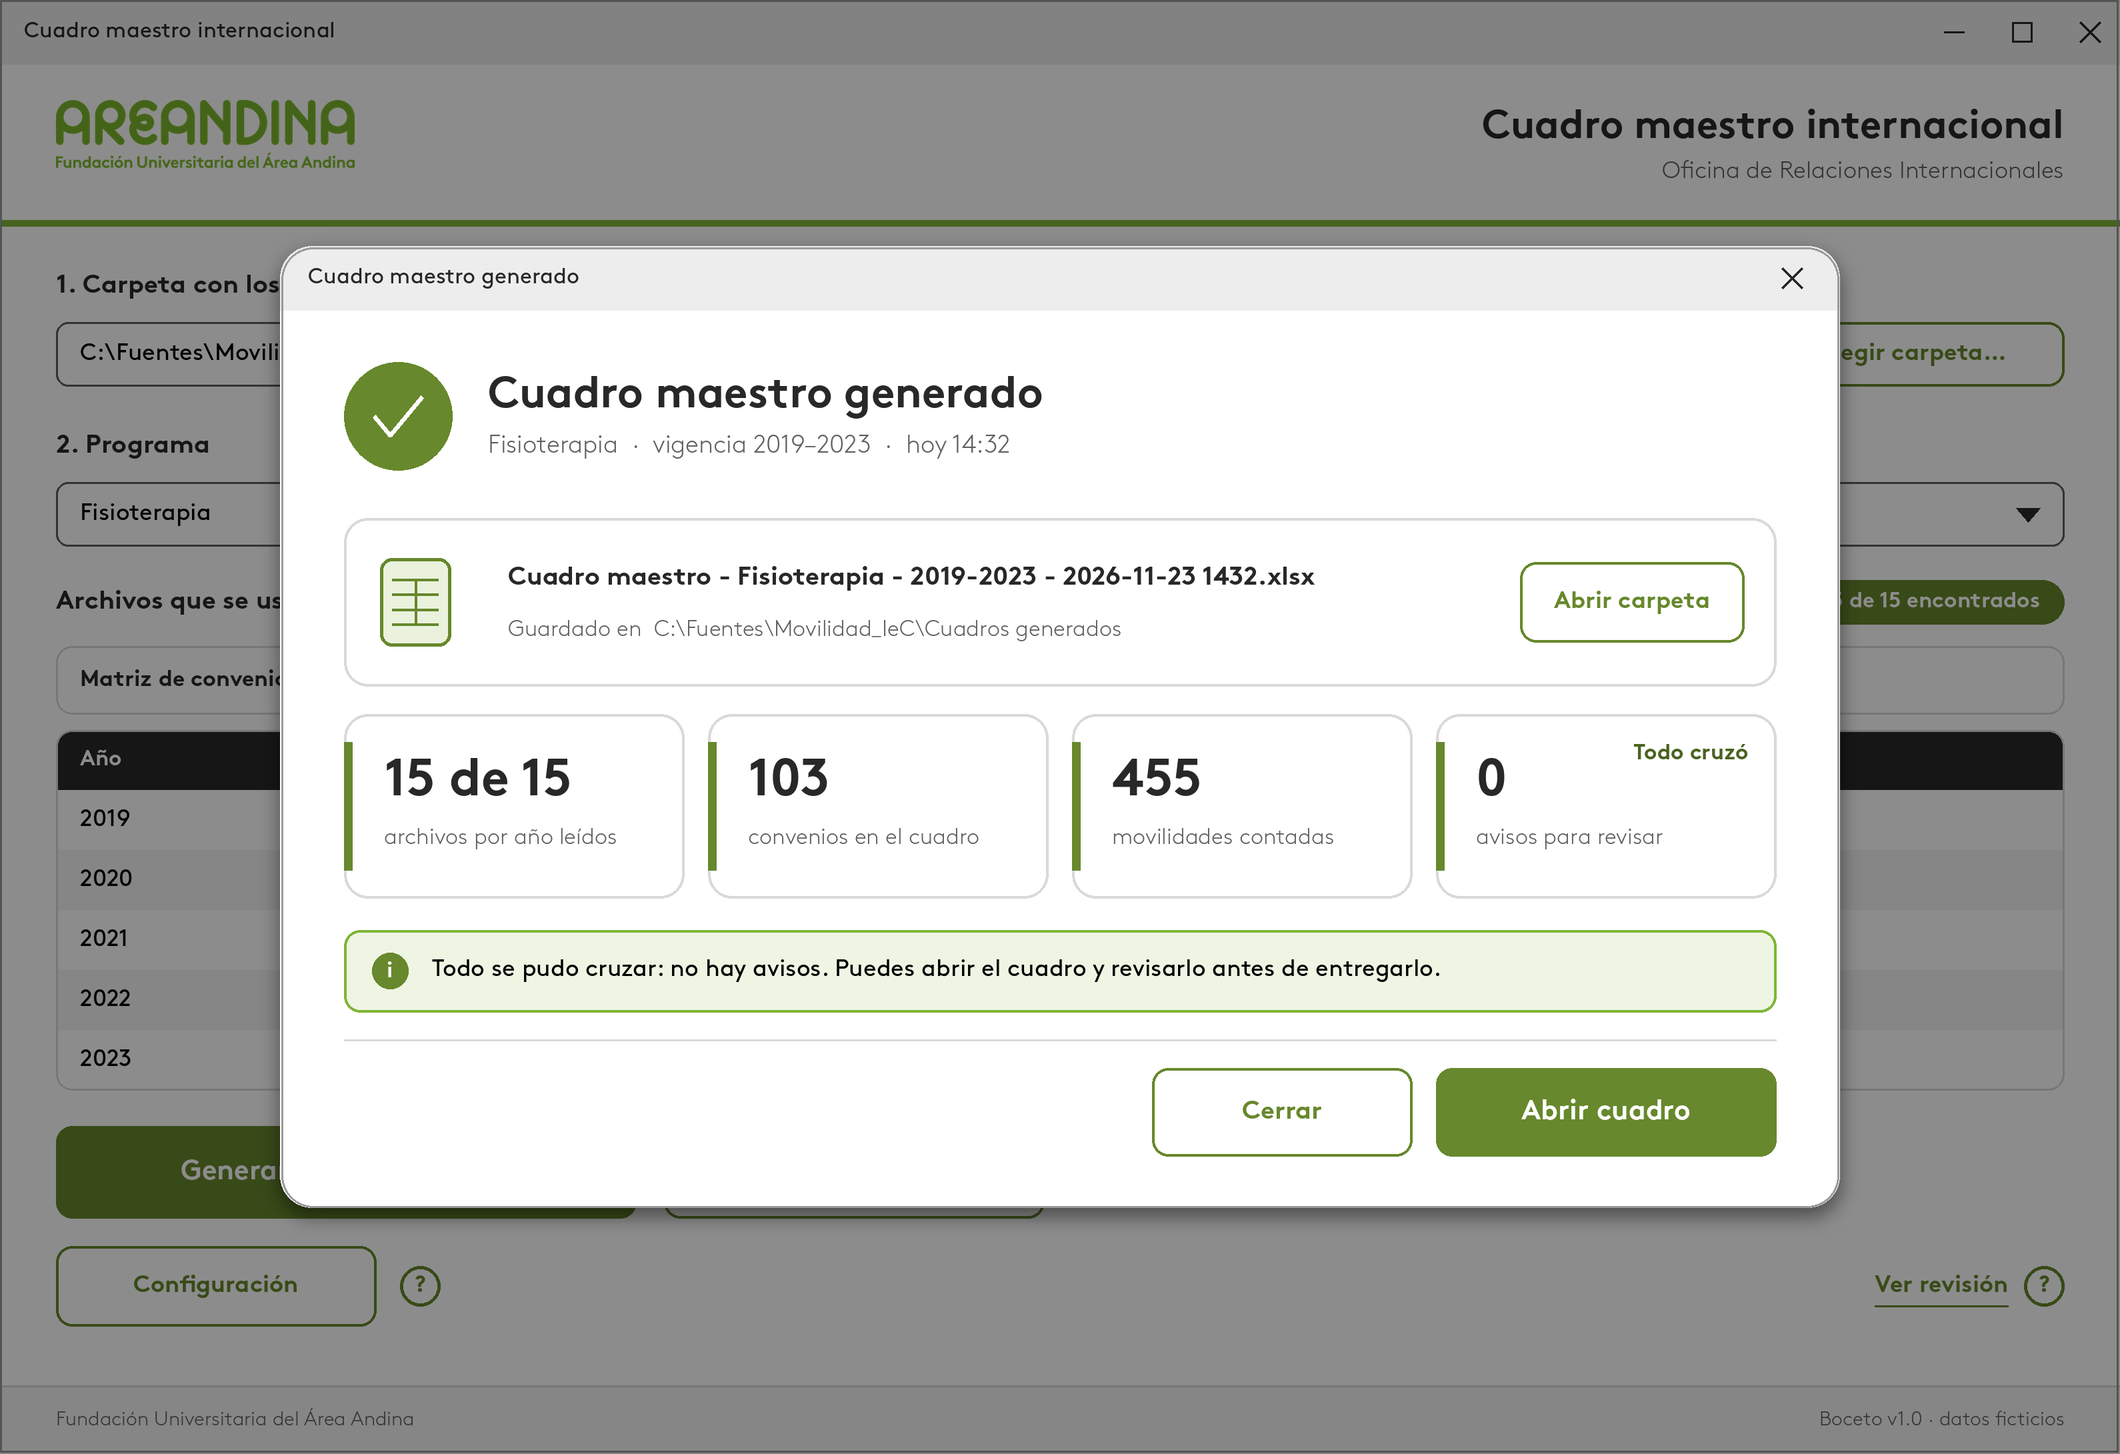 Cuadro maestro internacional
AREANDINA
Fundación Universitaria del Área Andina
Cuadro maestro internacional
Oficina de Relaciones Internacionales
1. Carpeta con los
C:\Fuentes\Movili
egir carpeta...
2. Programa
Fisioterapia
Archivos que se us
de 15 encontrados
Matriz de convenio
Año
2019
2020
2021
2022
2023
Generar
Configuración
?
Ver revisión
?
Cuadro maestro generado
Cuadro maestro generado
Fisioterapia · vigencia 2019–2023 · hoy 14:32
Cuadro maestro - Fisioterapia - 2019-2023 - 2026-11-23 1432.xlsx
Guardado en C:\Fuentes\Movilidad_IeC\Cuadros generados
Abrir carpeta
15 de 15
archivos por año leídos
103
convenios en el cuadro
455
movilidades contadas
Todo cruzó
0
avisos para revisar
i Todo se pudo cruzar: no hay avisos. Puedes abrir el cuadro y revisarlo antes de entregarlo.
Cerrar
Abrir cuadro
Fundación Universitaria del Área Andina
Boceto v1.0 · datos ficticios